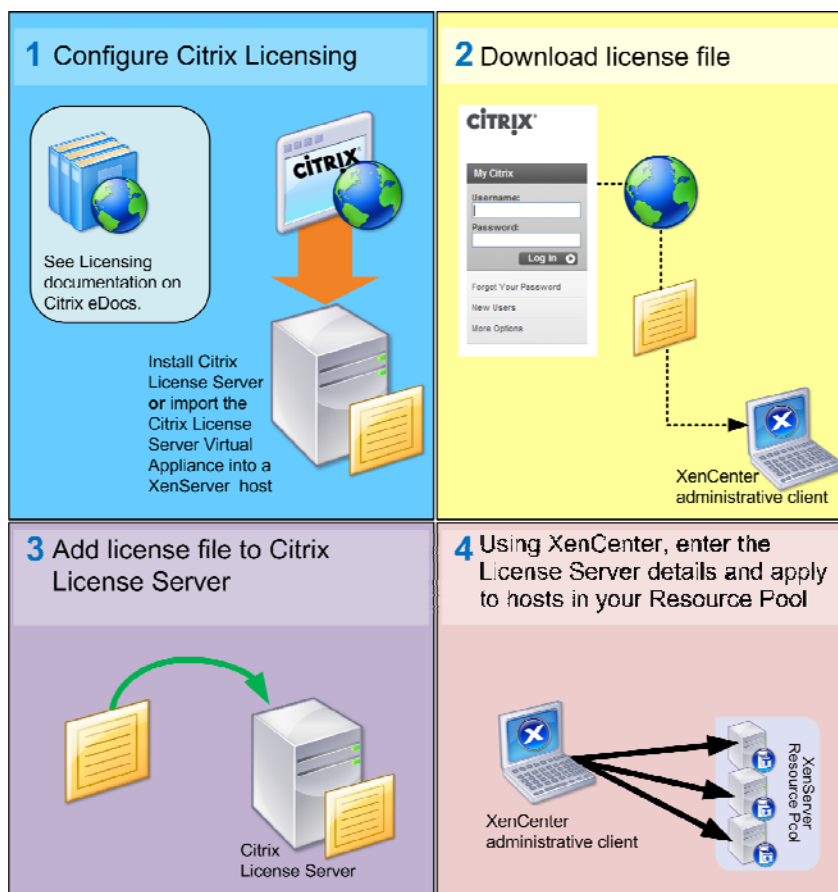 1 Configure Citrix Licensing
CITRIX
See Licensing
documentation on
Citrix eDocs.
Install Citrix
License Server
or import the
Citrix License
Server Virtual
Appliance into a
XenServer host
2 Download license file
CITRIX
My Citrix
Username:
Password:
Log In
Forgot Your Password
New Users
More Options
X
XenCenter
administrative client
3 Add license file to Citrix
License Server
Citrix
License Server
4 Using XenCenter, enter the
License Server details and apply
to hosts in your Resource Pool
X
XenCenter
administrative client
XenServer
Resource Pool